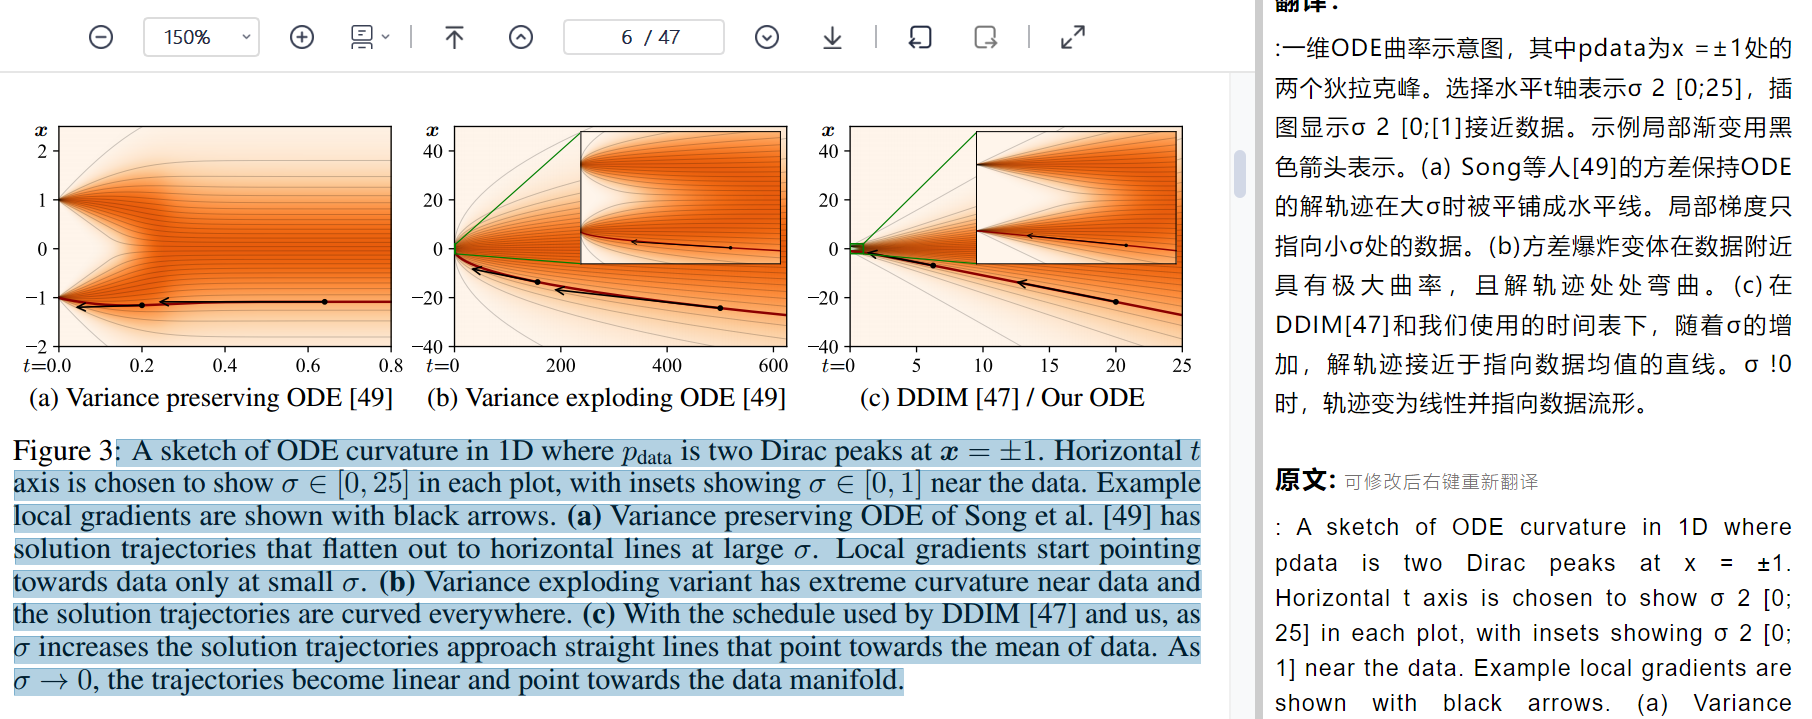 150%
6 / 47
x
2
1
0
−1
−2
t=0.0 0.2 0.4 0.6 0.8
(a) Variance preserving ODE [49]
x
40
20
0
−20
−40
t=0 200 400 600
(b) Variance exploding ODE [49]
x
40
20
0
−20
−40
t=0 5 10 15 20 25
(c) DDIM [47] / Our ODE
Figure 3: A sketch of ODE curvature in 1D where pdata is two Dirac peaks at x = ±1. Horizontal t
axis is chosen to show σ ∈ [0, 25] in each plot, with insets showing σ ∈ [0, 1] near the data. Example
local gradients are shown with black arrows. (a) Variance preserving ODE of Song et al. [49] has
solution trajectories that flatten out to horizontal lines at large σ. Local gradients start pointing
towards data only at small σ. (b) Variance exploding variant has extreme curvature near data and
the solution trajectories are curved everywhere. (c) With the schedule used by DDIM [47] and us, as
σ increases the solution trajectories approach straight lines that point towards the mean of data. As
σ → 0, the trajectories become linear and point towards the data manifold.
翻译：
:一维ODE曲率示意图，其中pdata为x =±1处的
两个狄拉克峰。选择水平t轴表示σ 2 [0;25]，插
图显示σ 2 [0;[1]接近数据。示例局部渐变用黑
色箭头表示。(a) Song等人[49]的方差保持ODE
的解轨迹在大σ时被平铺成水平线。局部梯度只
指向小σ处的数据。(b)方差爆炸变体在数据附近
具有极大曲率，且解轨迹处处弯曲。(c)在
DDIM[47]和我们使用的时间表下，随着σ的增
加，解轨迹接近于指向数据均值的直线。σ !0
时，轨迹变为线性并指向数据流形。
原文: 可修改后右键重新翻译
: A sketch of ODE curvature in 1D where
pdata is two Dirac peaks at x = ±1.
Horizontal t axis is chosen to show σ 2 [0;
25] in each plot, with insets showing σ 2 [0;
1] near the data. Example local gradients are
shown with black arrows. (a) Variance